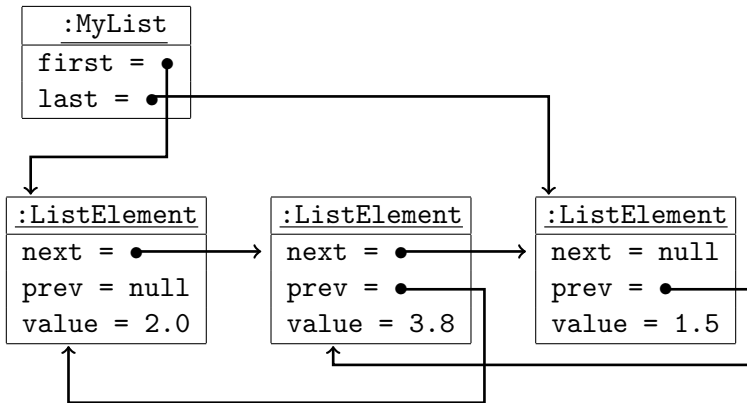 :MyList
first =
last =
:ListElement
next =
prev = null
value = 2.0
:ListElement
next =
prev =
value = 3.8
:ListElement
next = null
prev =
value = 1.5